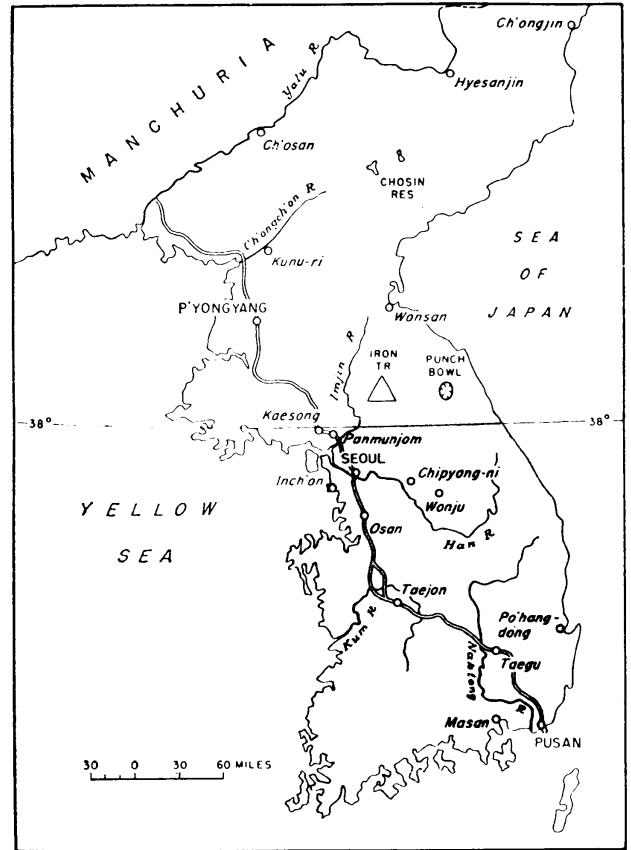 Ch'ongjin
MANCHURIA
Yalu R
Hyesanjin
Ch'osan
CHOSIN
RES
Ch'ongch'on R
Kunu-ri
SEA
OF
JAPAN
P'YONGYANG
Wonsan
Imjin R
IRON
TR
PUNCH
BOWL
38°
38°
Kaesong
Panmunjom
SEOUL
Inch'on
Chipyang-ni
Wonju
YELLOW
SEA
Osan
Han R
Taejon
Kum R
Po'hang-
dong
Naktong R
Taegu
Masan
PUSAN
30 0 30 60 MILES